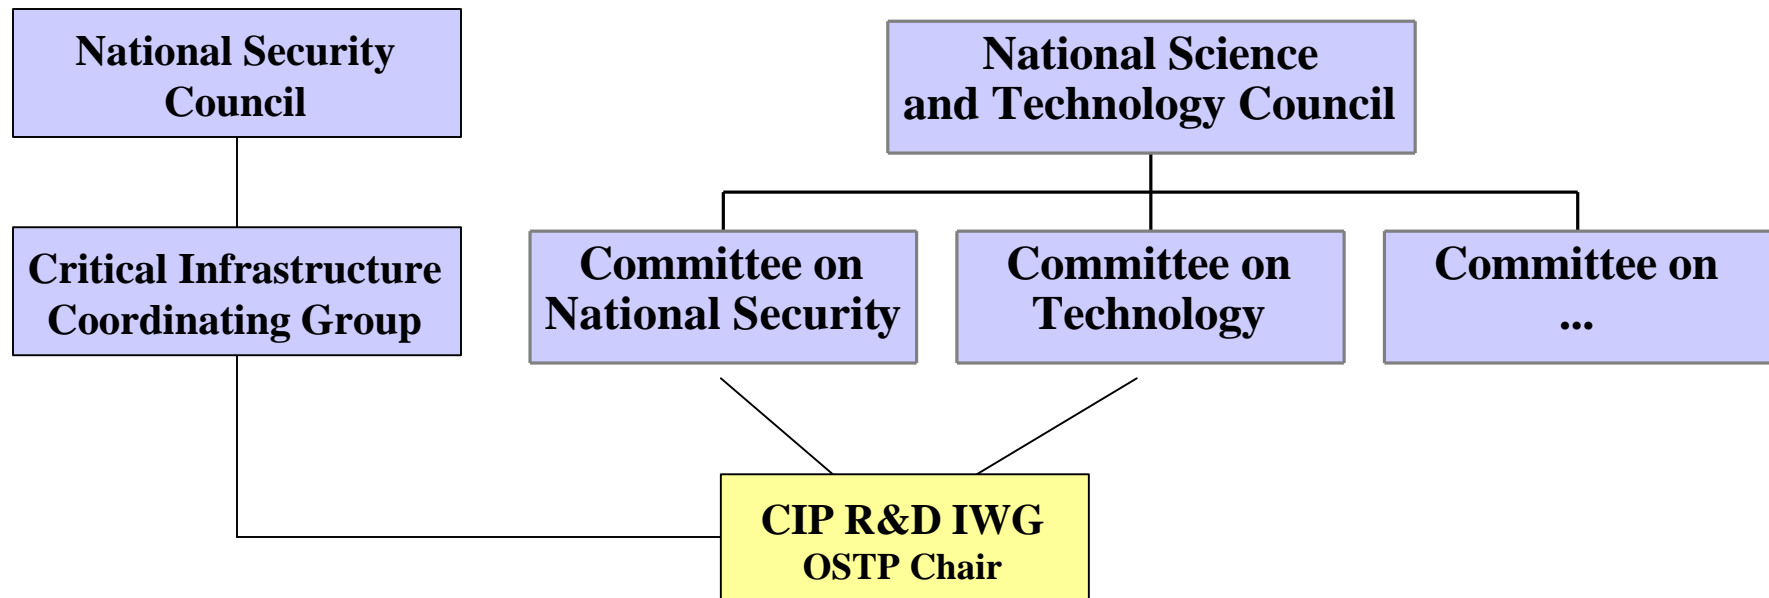 National Security
Council
National Science
and Technology Council
Critical Infrastructure
Coordinating Group
Committee on
National Security
Committee on
Technology
Committee on
...
CIP R&D IWG
OSTP Chair